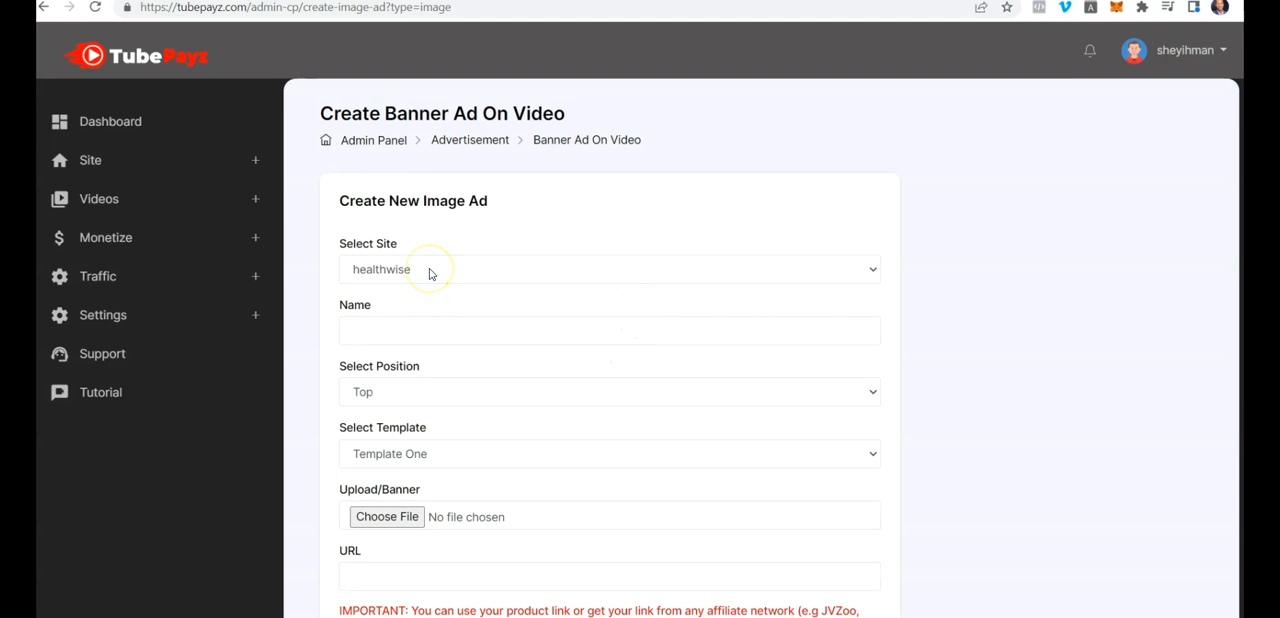 https://tubepayz.com/admin-cp/create-image-ad?type=image
TubePayz
sheyihman
Dashboard
Site
Videos
Monetize
Traffic
Settings
Support
Tutorial
Create Banner Ad On Video
Admin Panel > Advertisement > Banner Ad On Video
Create New Image Ad
Select Site
healthwise
Name
Select Position
Top
Select Template
Template One
Upload/Banner
Choose File No file chosen
URL
IMPORTANT: You can use your product link or get your link from any affiliate network (e.g JVZoo,